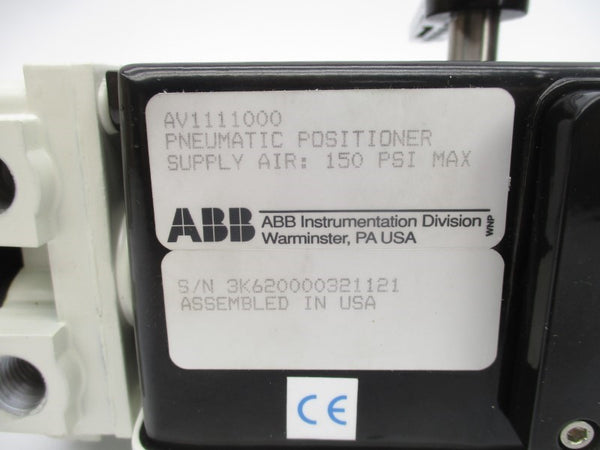 AV1111000
PNEUMATIC POSITIONER
SUPPLY AIR: 150 PSI MAX
ABB ABB Instrumentation Division
Warminster, PA USA
WNP
S/N 3K620000321121
ASSEMBLED IN USA
CE